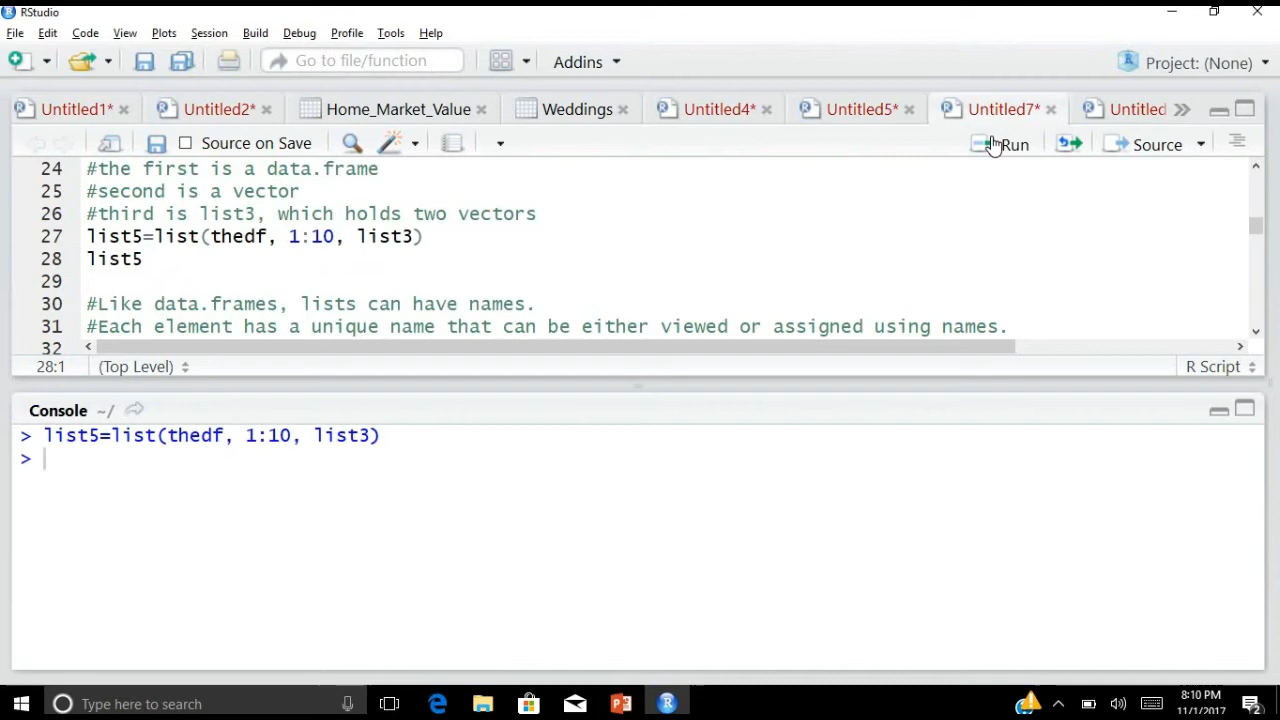 RStudio
File Edit Code View Plots Session Build Debug Profile Tools Help
Go to file/function Addins Project: (None)
Untitled1* Untitled2* Home_Market_Value Weddings Untitled4* Untitled5* Untitled7* Untitled
Source on Save Run Source
24 #the first is a data.frame
25 #second is a vector
26 #third is list3, which holds two vectors
27 list5=list(thedf, 1:10, list3)
28 list5
29
30 #Like data.frames, lists can have names.
31 #Each element has a unique name that can be either viewed or assigned using names.
32
28:1 (Top Level) R Script
Console ~/
> list5=list(thedf, 1:10, list3)
>
Type here to search
8:10 PM
11/1/2017
2